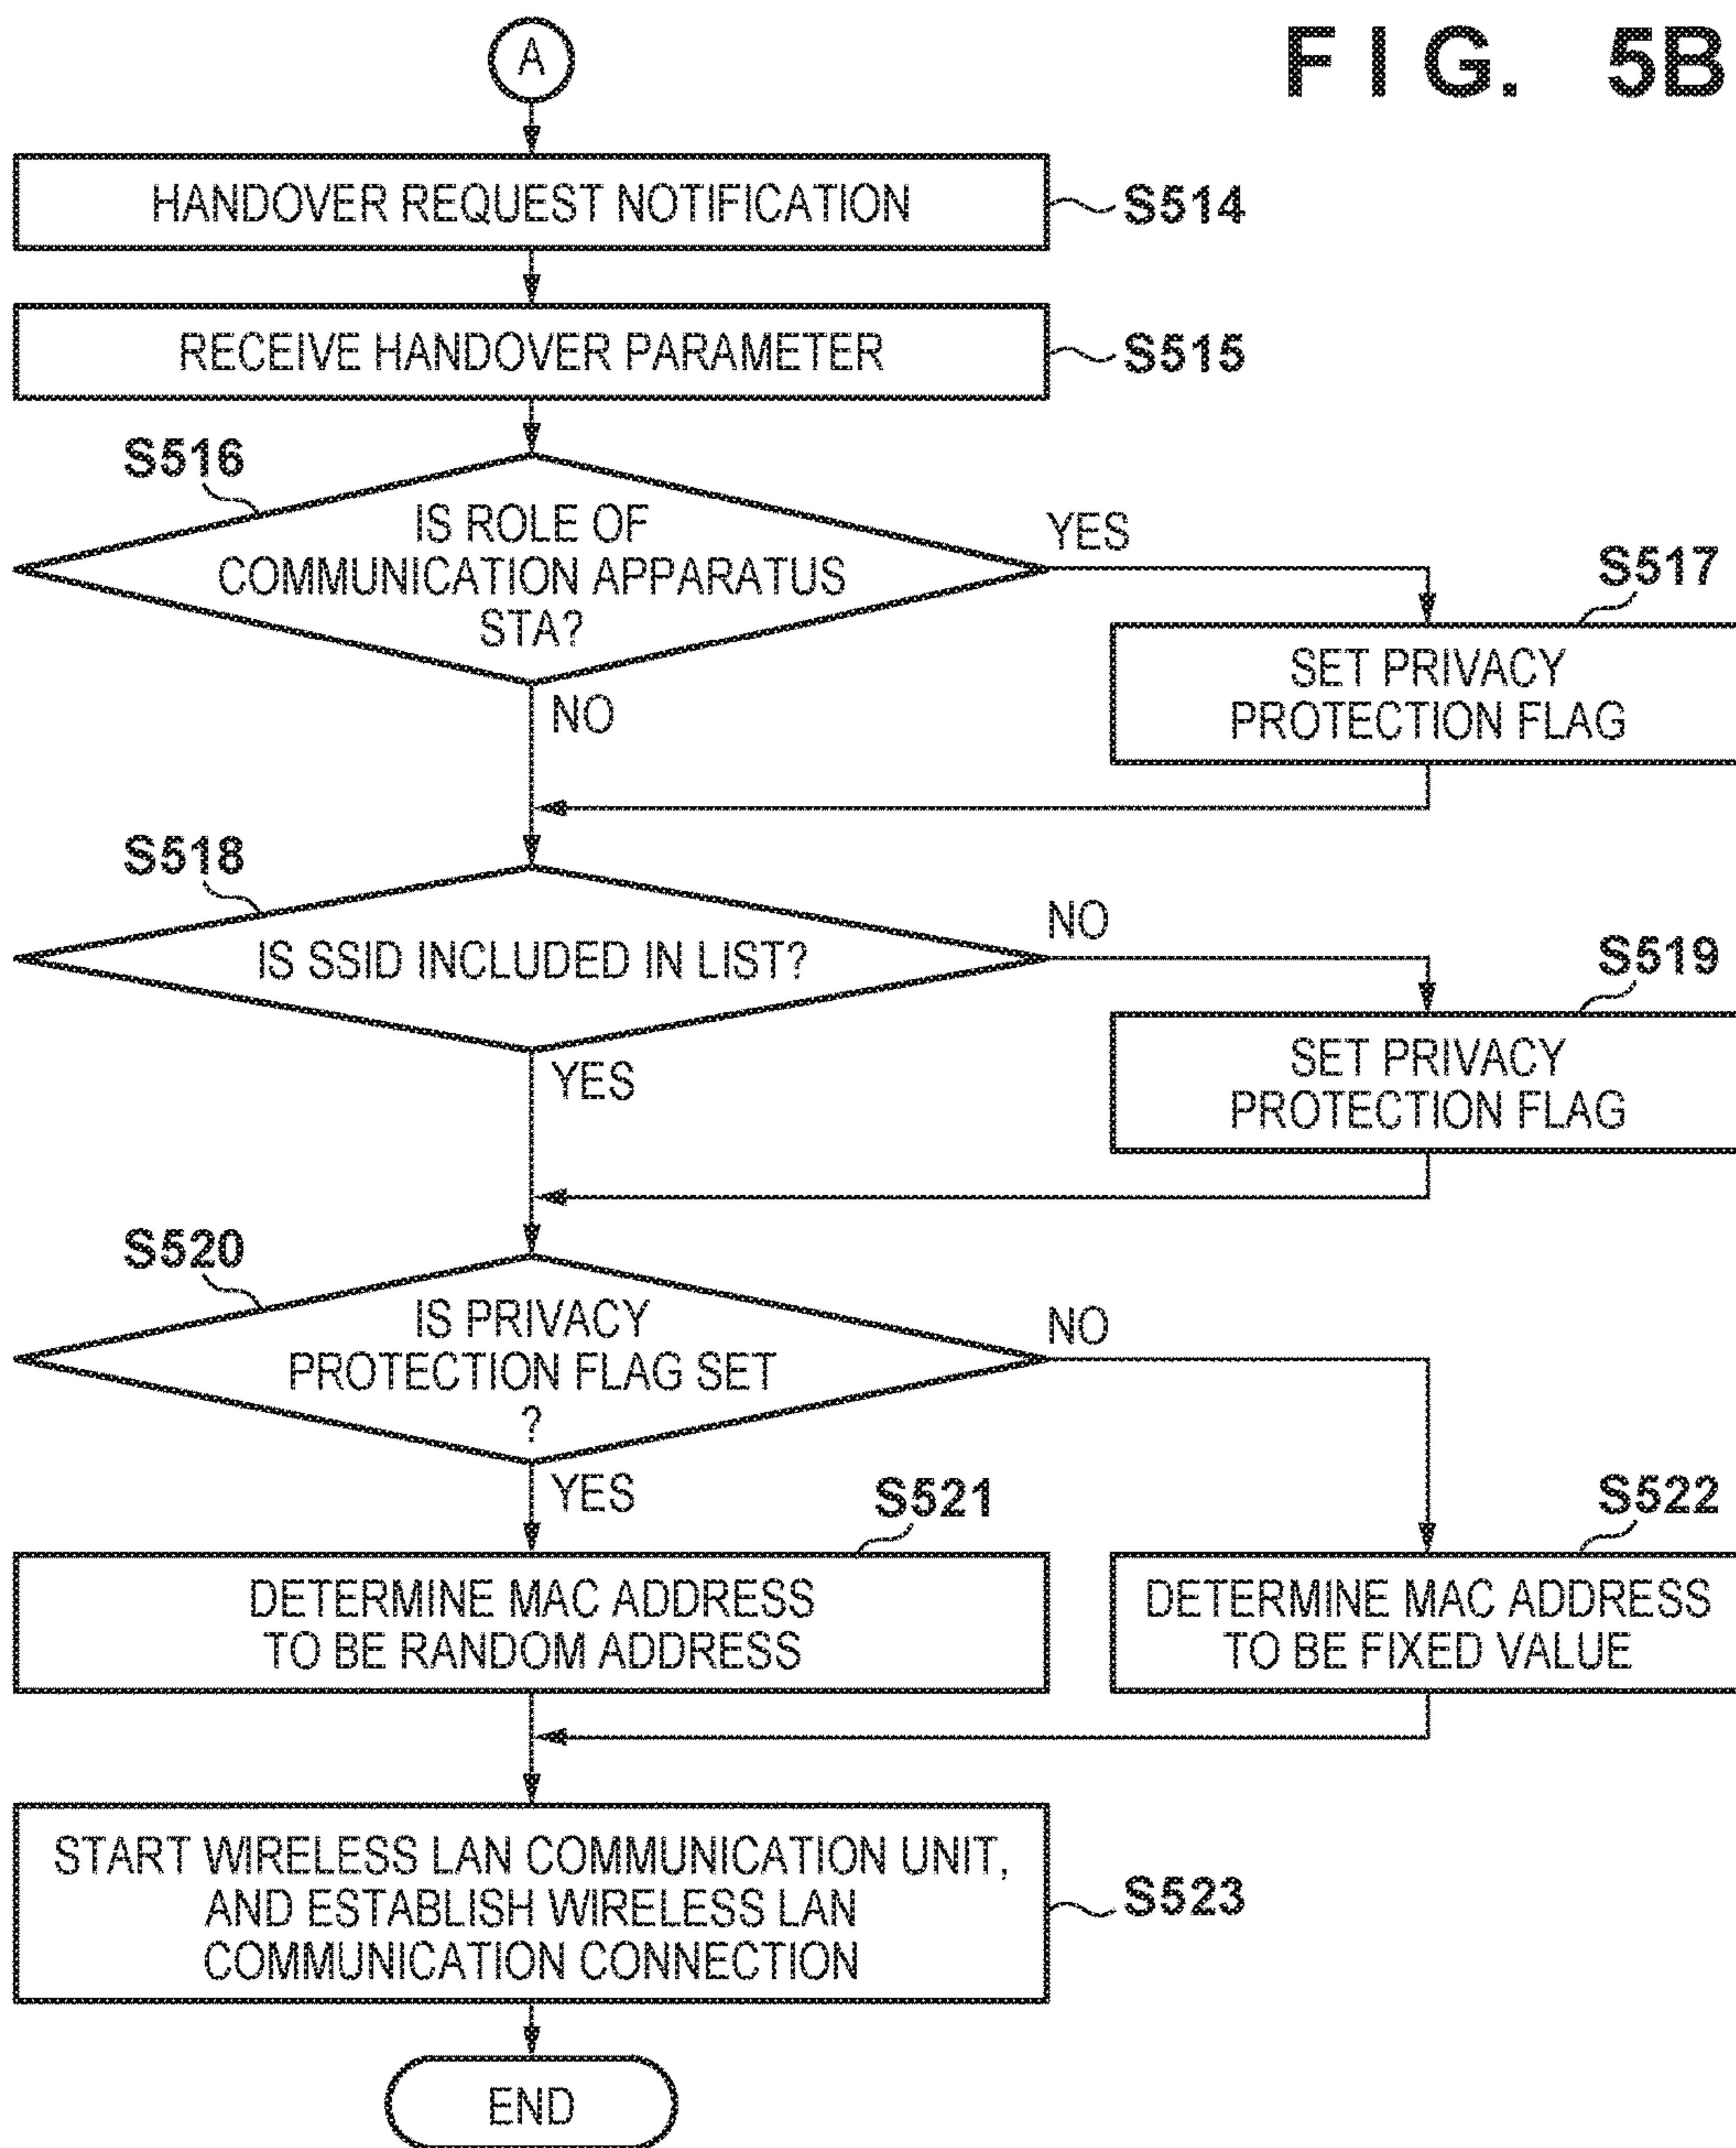 FIG. 5B
A
HANDOVER REQUEST NOTIFICATION
S514
RECEIVE HANDOVER PARAMETER
S515
S516
IS ROLE OF
COMMUNICATION APPARATUS
STA?
YES
NO
S517
SET PRIVACY
PROTECTION FLAG
S518
IS SSID INCLUDED IN LIST?
NO
YES
S519
SET PRIVACY
PROTECTION FLAG
S520
IS PRIVACY
PROTECTION FLAG SET
?
NO
YES
S521
DETERMINE MAC ADDRESS
TO BE RANDOM ADDRESS
S522
DETERMINE MAC ADDRESS
TO BE FIXED VALUE
START WIRELESS LAN COMMUNICATION UNIT,
AND ESTABLISH WIRELESS LAN
COMMUNICATION CONNECTION
S523
END